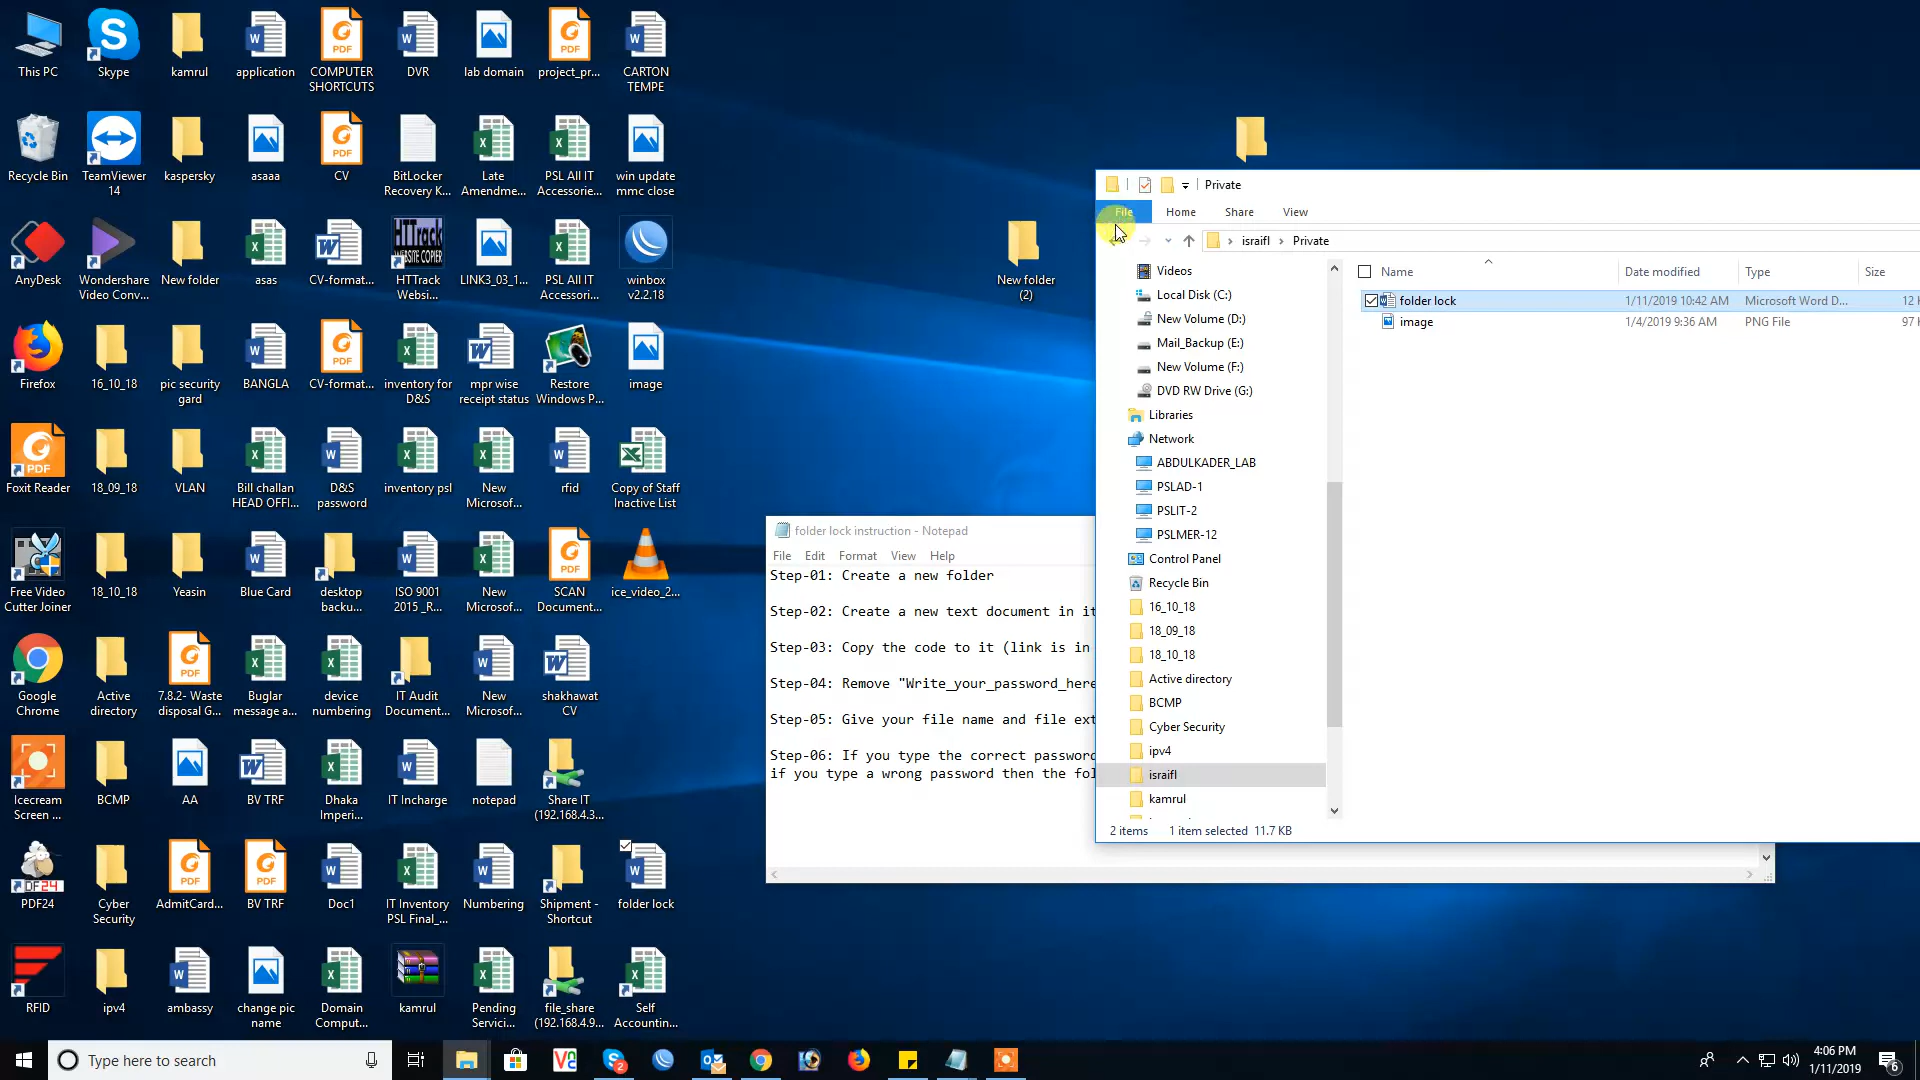 This PC
Skype
kamrul
application
COMPUTER
SHORTCUTS
DVR
lab domain
project_pr...
CARTON
TEMPE
Recycle Bin
TeamViewer
14
kaspersky
asaaa
CV
BitLocker
Recovery K...
Late
Amendme...
PSL All IT
Accessorie...
win update
mmc close
AnyDesk
Wondershare
Video Conv...
New folder
asas
CV-format...
HTTrack
WEBSITE COPIER
HTTrack
Websi...
LINK3_03_1...
PSL All IT
Accessori...
winbox
v2.2.18
Firefox
16_10_18
pic security
gard
BANGLA
CV-format...
inventory for
D&S
mpr wise
receipt status
Restore
Windows P...
image
Foxit Reader
18_09_18
VLAN
Bill challan
HEAD OFFI...
D&S
password
inventory psl
New
Microsof...
rfid
Copy of Staff
Inactive List
Free Video
Cutter Joiner
18_10_18
Yeasin
Blue Card
desktop
backu...
ISO 9001
2015 _R...
New
Microsof...
SCAN
Document...
ice_video_2...
Google
Chrome
Active
directory
7.8.2- Waste
disposal G...
Buglar
message a...
device
numbering
IT Audit
Document...
New
Microsof...
shakhawat
CV
Icecream
Screen ...
BCMP
AA
BV TRF
Dhaka
Imperi...
IT Incharge
notepad
Share IT
(192.168.4.3...
PDF24
Cyber
Security
AdmitCard...
BV TRF
Doc1
IT Inventory
PSL Final_...
Numbering
Shipment -
Shortcut
folder lock
RFID
ipv4
ambassy
change pic
name
Domain
Comput...
kamrul
Pending
Servici...
file_share
(192.168.4.9...
Self
Accountin...
New folder
(2)
folder lock instruction - Notepad
File Edit Format View Help
Step-01: Create a new folder
Step-02: Create a new text document in it
Step-03: Copy the code to it (link is in
Step-04: Remove "Write_your_password_here
Step-05: Give your file name and file ext
Step-06: If you type the correct password
if you type a wrong password then the fol
Private
File Home Share View
israifl Private
Videos
Local Disk (C:)
New Volume (D:)
Mail_Backup (E:)
New Volume (F:)
DVD RW Drive (G:)
Libraries
Network
ABDULKADER_LAB
PSLAD-1
PSLIT-2
PSLMER-12
Control Panel
Recycle Bin
16_10_18
18_09_18
18_10_18
Active directory
BCMP
Cyber Security
ipv4
israifl
kamrul
Name Date modified Type Size
folder lock 1/11/2019 10:42 AM Microsoft Word D... 12
image 1/4/2019 9:36 AM PNG File 97
2 items 1 item selected 11.7 KB
Type here to search
4:06 PM
1/11/2019
6